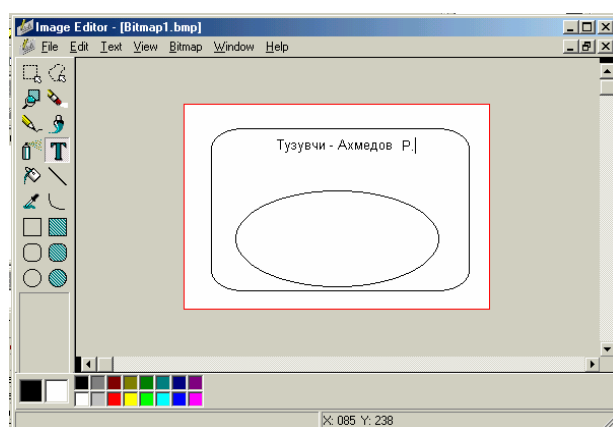 Image Editor - [Bitmap1.bmp]
File Edit Text View Bitmap Window Help
T
Тузувчи - Ахмедов Р.
X: 085 Y: 238